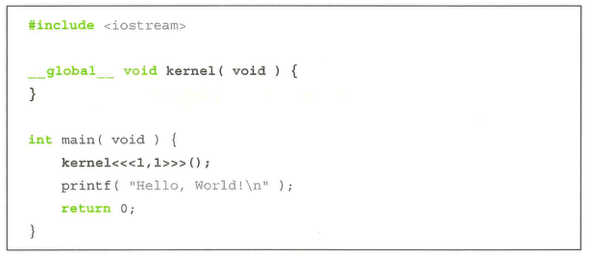 #include <iostream>
__global__ void kernel( void ) {
}
int main( void ) {
    kernel<<<1,1>>>();
    printf( "Hello, World!\n" );
    return 0;
}